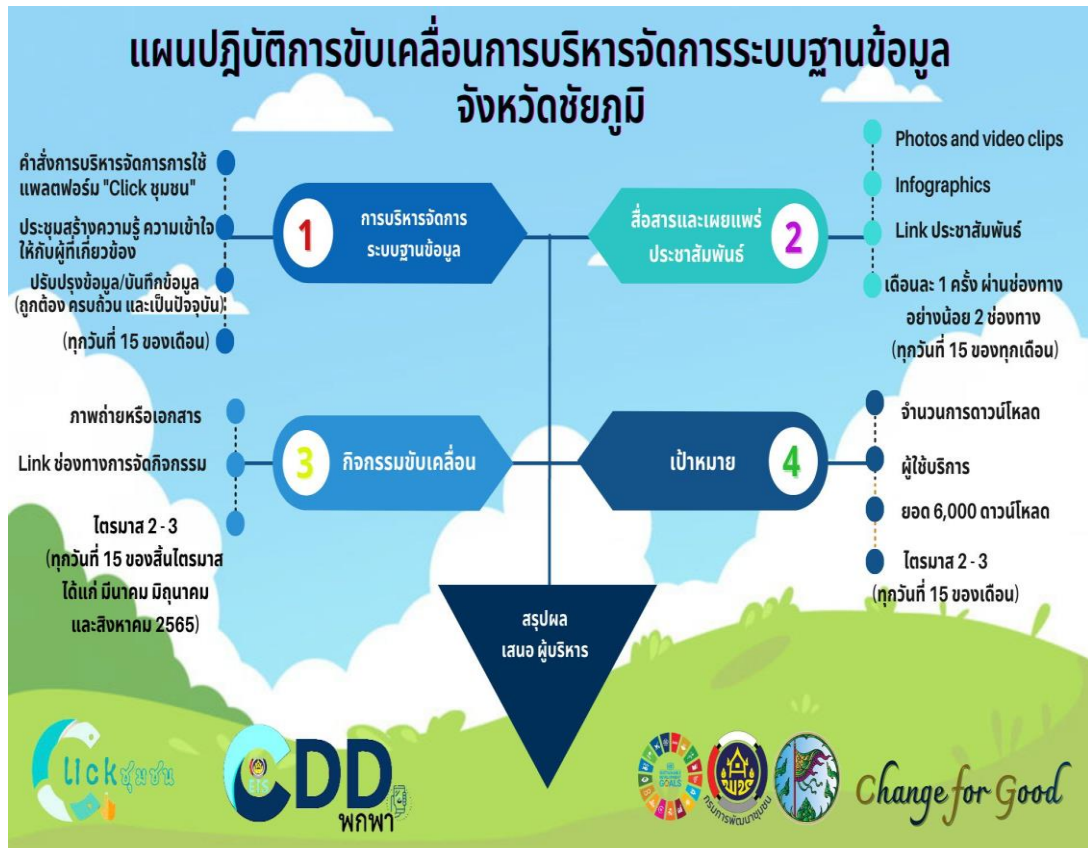 แผนปฏิบัติการขับเคลื่อนการบริหารจัดการระบบฐานข้อมูล
จังหวัดชัยภูมิ
คำสั่งการบริหารจัดการการใช้
แพลตฟอร์ม "Click ชุมชน"
ประชุมสร้างความรู้ ความเข้าใจ
ให้กับผู้ที่เกี่ยวข้อง
ปรับปรุงข้อมูล/บันทึกข้อมูล
(ถูกต้อง ครบถ้วน และเป็นปัจจุบัน)
(ทุกวันที่ 15 ของเดือน)
1
การบริหารจัดการ
ระบบฐานข้อมูล
สื่อสารและเผยแพร่
ประชาสัมพันธ์
2
Photos and video clips
Infographics
Link ประชาสัมพันธ์
เดือนละ 1 ครั้ง ผ่านช่องทาง
อย่างน้อย 2 ช่องทาง
(ทุกวันที่ 15 ของทุกเดือน)
ภาพถ่ายหรือเอกสาร
Link ช่องทางการจัดกิจกรรม
ไตรมาส 2 - 3
(ทุกวันที่ 15 ของสิ้นไตรมาส
ได้แก่ มีนาคม มิถุนาคม
และสิงหาคม 2565)
3
กิจกรรมขับเคลื่อน
เป้าหมาย
4
จำนวนการดาวน์โหลด
ผู้ใช้บริการ
ยอด 6,000 ดาวน์โหลด
ไตรมาส 2 - 3
(ทุกวันที่ 15 ของเดือน)
สรุปผล
เสนอ ผู้บริหาร
Click ชุมชน
CDD
EIS
พกพา
SUSTAINABLE DEVELOPMENT
GOALS
กรมการพัฒนาชุมชน
Change for Good